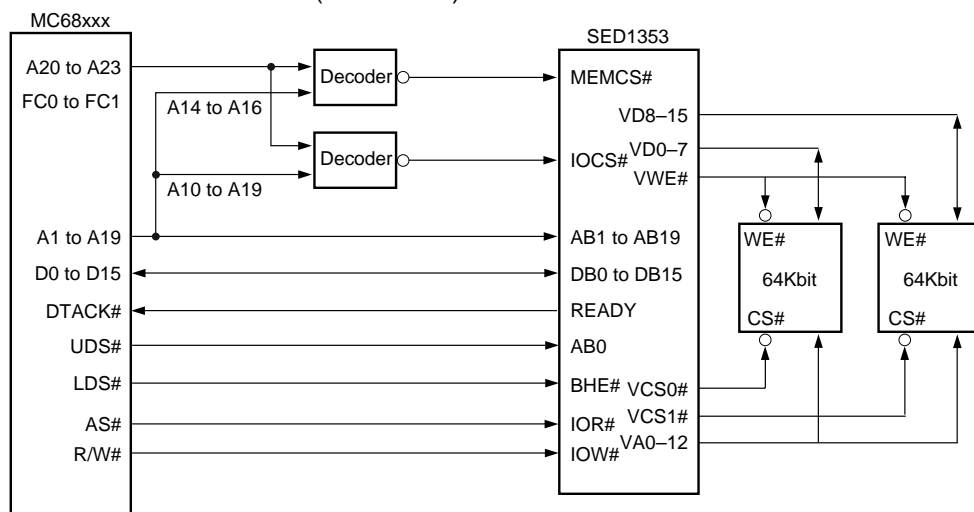 MC68xxx
A20 to A23
FC0 to FC1
A1 to A19
D0 to D15
DTACK#
UDS#
LDS#
AS#
R/W#
A14 to A16
A10 to A19
Decoder
Decoder
SED1353
MEMCS#
IOCS#
AB1 to AB19
DB0 to DB15
READY
AB0
BHE#
IOR#
IOW#
VD8–15
VD0–7
VWE#
VCS0#
VCS1#
VA0–12
WE#
64Kbit
CS#
WE#
64Kbit
CS#